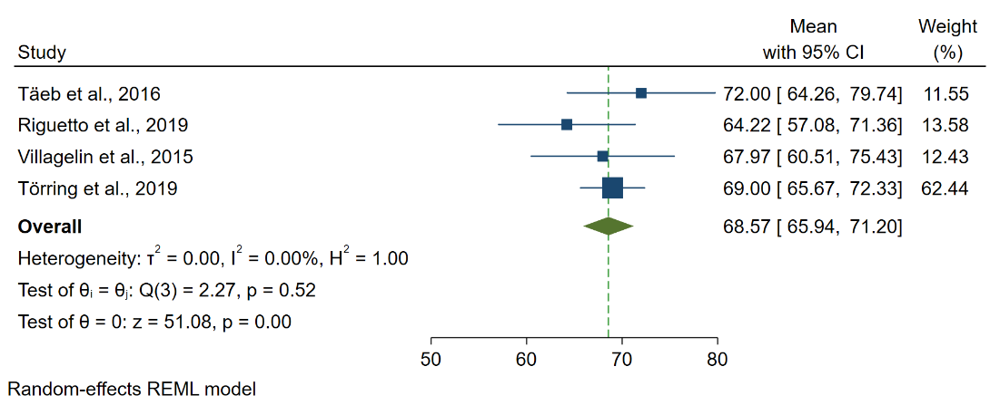 Mean Weight
Study with 95% CI (%)
Täeb et al., 2016 72.00 [ 64.26, 79.74] 11.55
Riguetto et al., 2019 64.22 [ 57.08, 71.36] 13.58
Villagelin et al., 2015 67.97 [ 60.51, 75.43] 12.43
Törring et al., 2019 69.00 [ 65.67, 72.33] 62.44
Overall 68.57 [ 65.94, 71.20]
Heterogeneity: τ² = 0.00, I² = 0.00%, H² = 1.00
Test of θᵢ = θⱼ: Q(3) = 2.27, p = 0.52
Test of θ = 0: z = 51.08, p = 0.00
50 60 70 80
Random-effects REML model